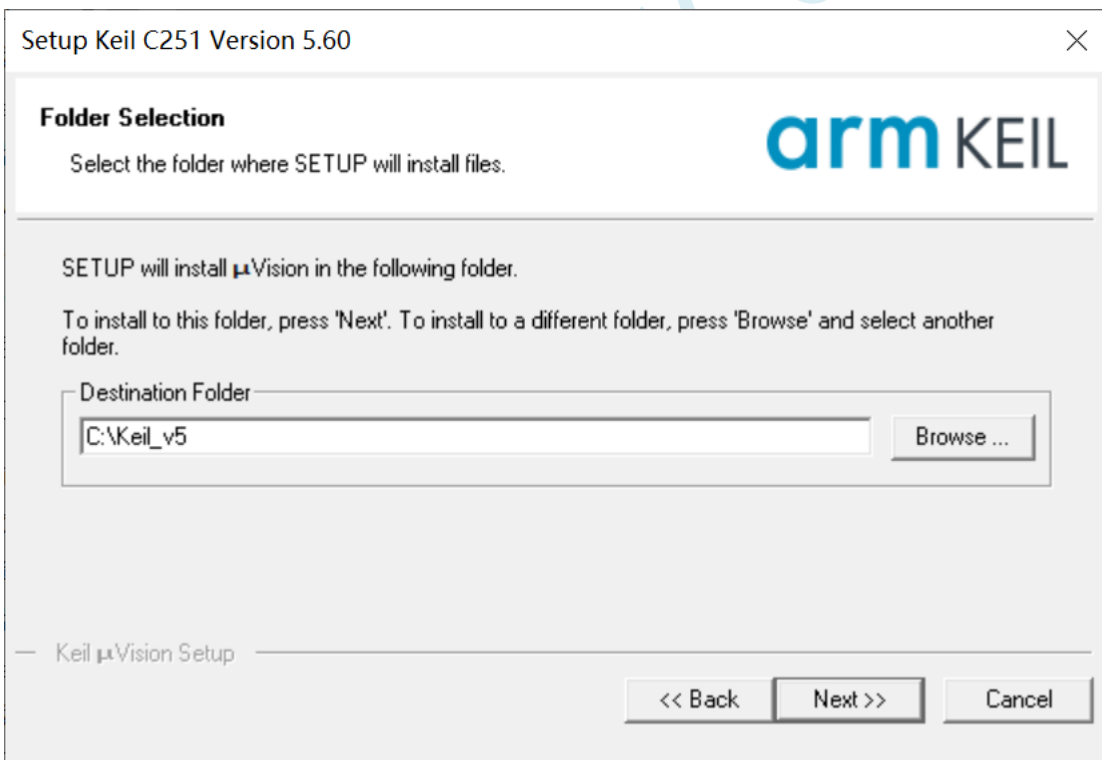 Setup Keil C251 Version 5.60
Folder Selection
Select the folder where SETUP will install files.
arm KEIL
SETUP will install µVision in the following folder.
To install to this folder, press 'Next'. To install to a different folder, press 'Browse' and select another
folder.
Destination Folder
C:\Keil_v5
Browse ...
Keil µVision Setup
<< Back
Next >>
Cancel